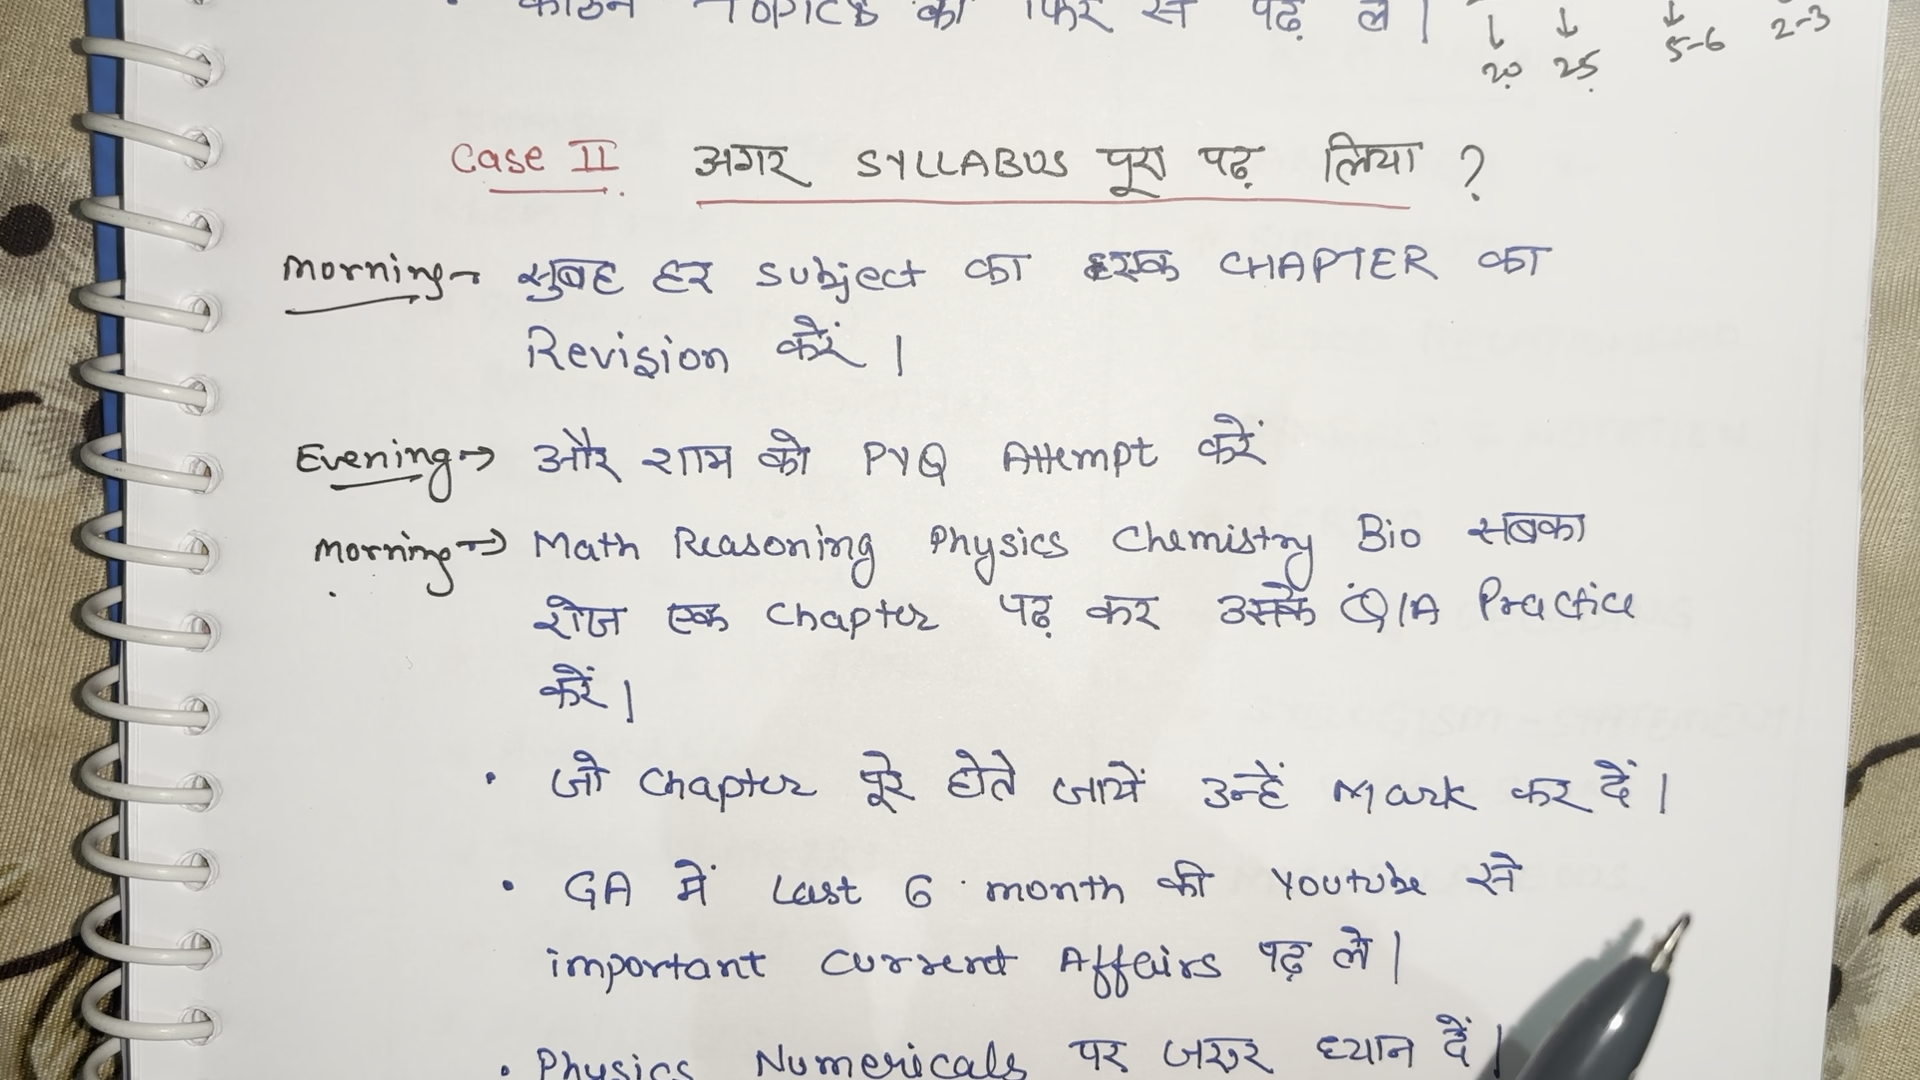 कठिन TOPICS को फिर से पढ़ लें |
↓ ↓ ↓
20 25 5-6 2-3
Case II अगर SYLLABUS पूरा पढ़ लिया ?
Morning→ सुबह हर subject का एक CHAPTER का
Revision करें |
Evening→ और शाम को PYQ Attempt करें
Morning→ Math Reasoning Physics Chemistry Bio सबका
रोज एक Chapter पढ़ कर उसके Q/A Practice
करें |
• जो Chapter पूरे होते जायें उन्हें Mark कर दें |
• GA में Last 6 month की Youtube से
important current Affairs पढ़ ले |
• Physics Numericals पर जरुर ध्यान दें |